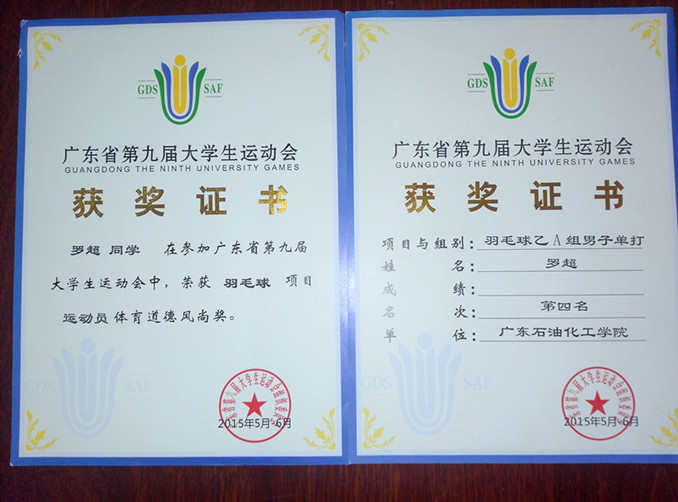 GDS SAF
广东省第九届大学生运动会
GUANGDONG THE NINTH UNIVERSITY GAMES
获奖证书
罗超 同学 在参加广东省第九届
大学生运动会中，荣获 羽毛球 项目
运动员体育道德风尚奖。
GDS SAF
2015年5月-6月
GDS SAF
广东省第九届大学生运动会
GUANGDONG THE NINTH UNIVERSITY GAMES
获奖证书
项目与组别：羽毛球乙A组男子单打
姓名：罗超
成绩：
名次：第四名
单位：广东石油化工学院
GDS SAF
2015年5月-6月